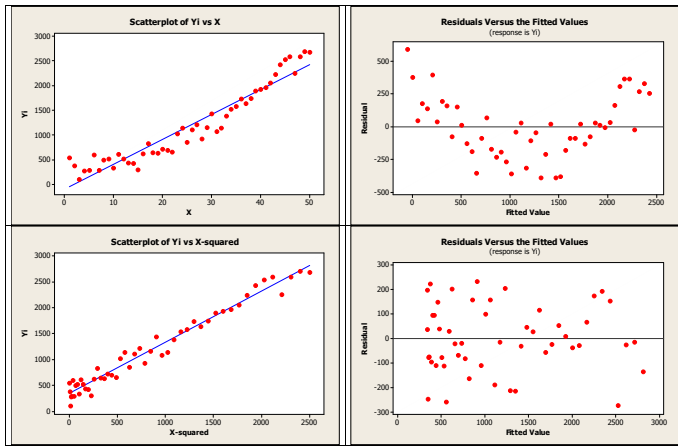 Scatterplot of Yi vs X
3000
2500
2000
1500
1000
500
0
Yi
0 10 20 30 40 50
X
Residuals Versus the Fitted Values
(response is Yi)
500
250
0
-250
-500
Residual
0 500 1000 1500 2000 2500
Fitted Value
Scatterplot of Yi vs X-squared
3000
2500
2000
1500
1000
500
0
Yi
0 500 1000 1500 2000 2500
X-squared
Residuals Versus the Fitted Values
(response is Yi)
300
200
100
0
-100
-200
-300
Residual
0 500 1000 1500 2000 2500 3000
Fitted Value